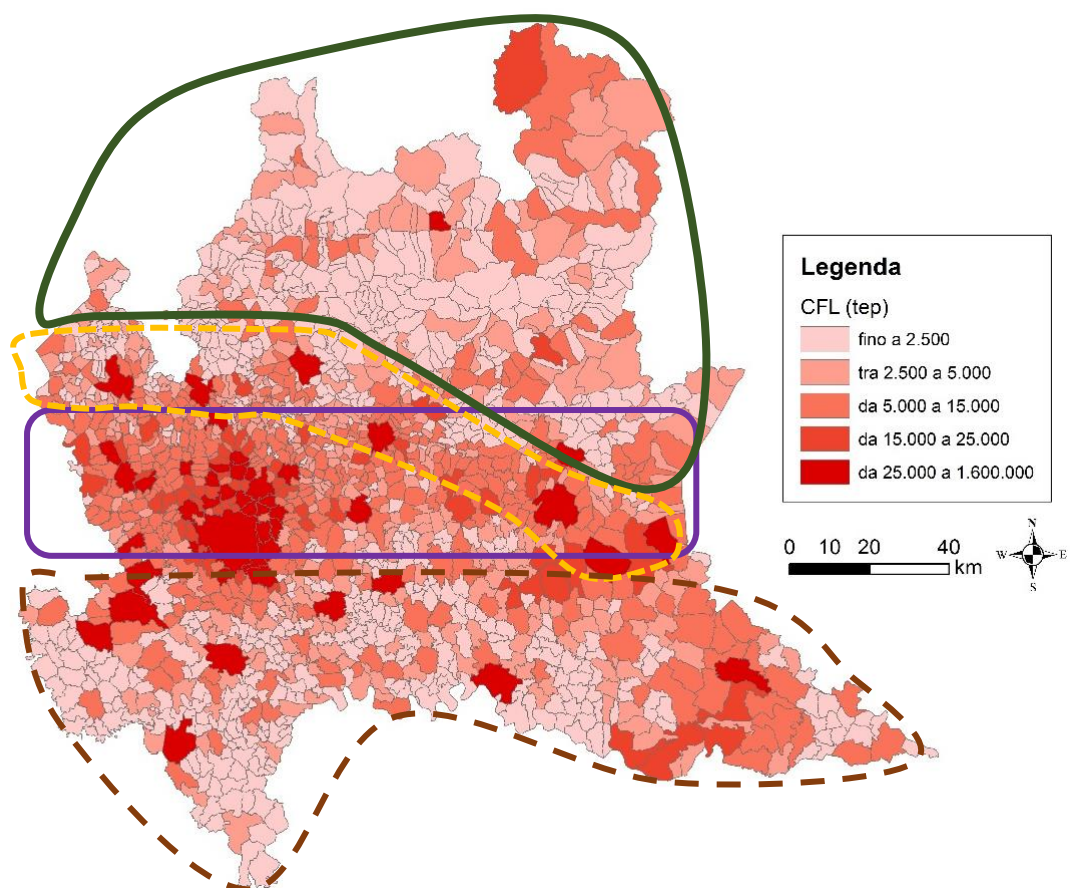 Legenda
CFL (tep)
fino a 2.500
tra 2.500 a 5.000
da 5.000 a 15.000
da 15.000 a 25.000
da 25.000 a 1.600.000
0 10 20 40
km
N
W E
S